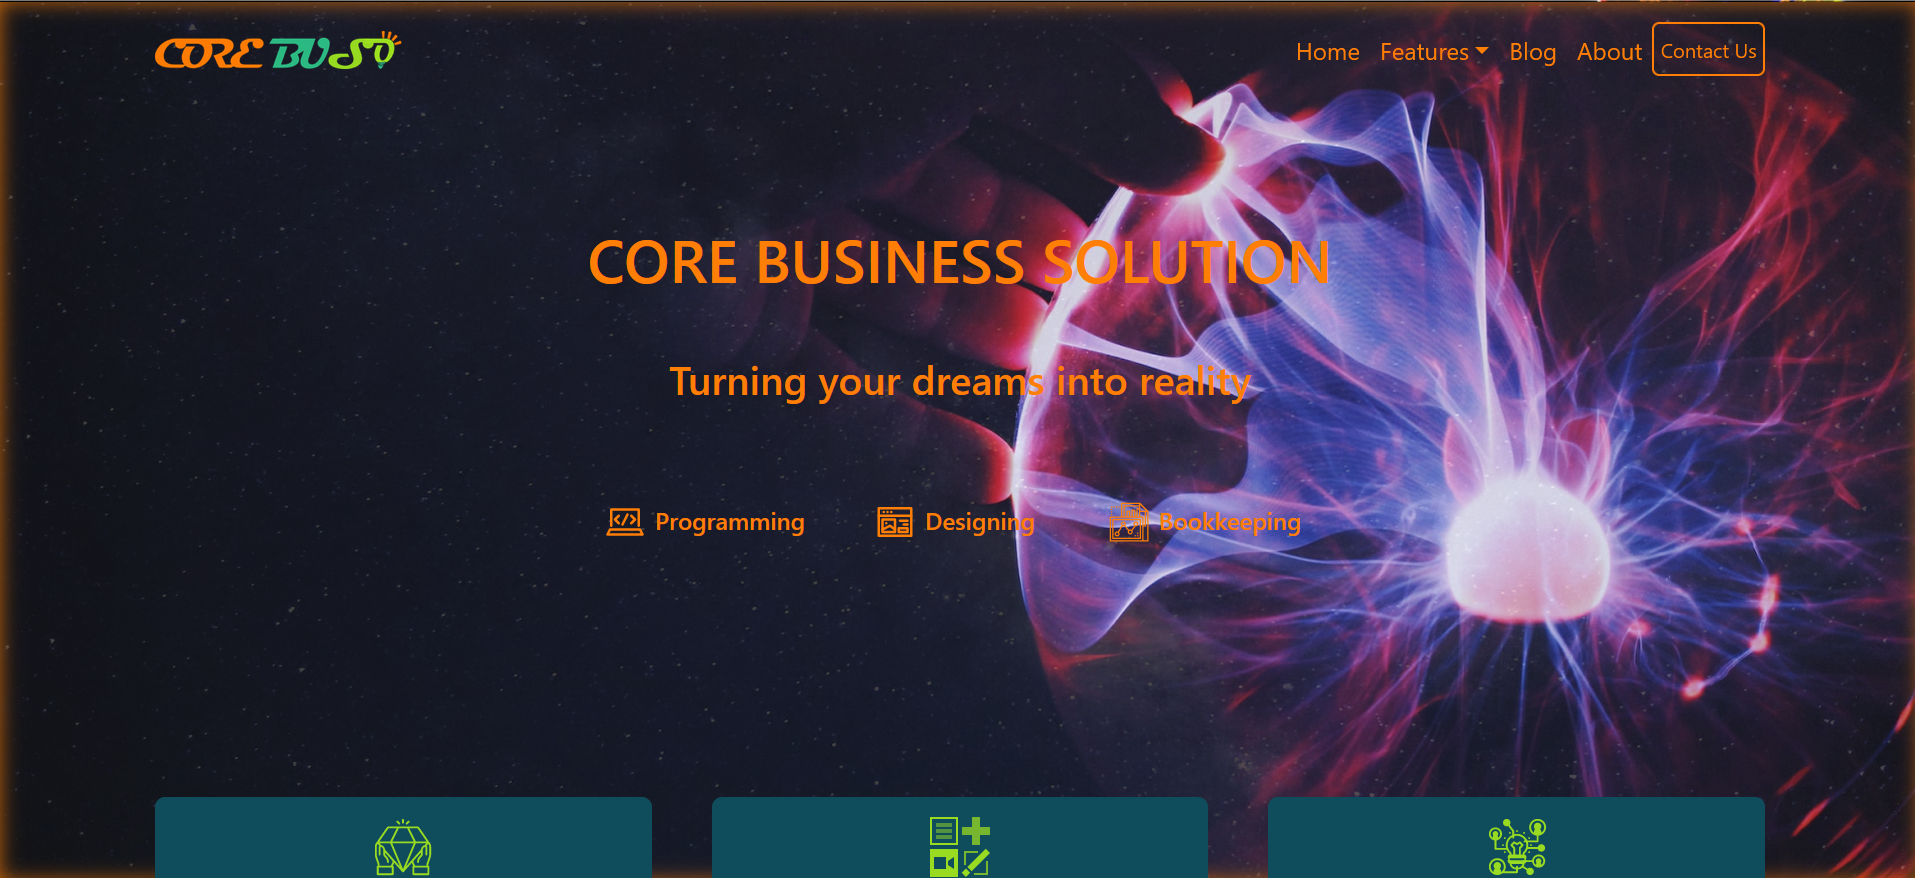 CORE BUSO
Home Features Blog About Contact Us
CORE BUSINESS SOLUTION
Turning your dreams into reality
Programming Designing Bookkeeping